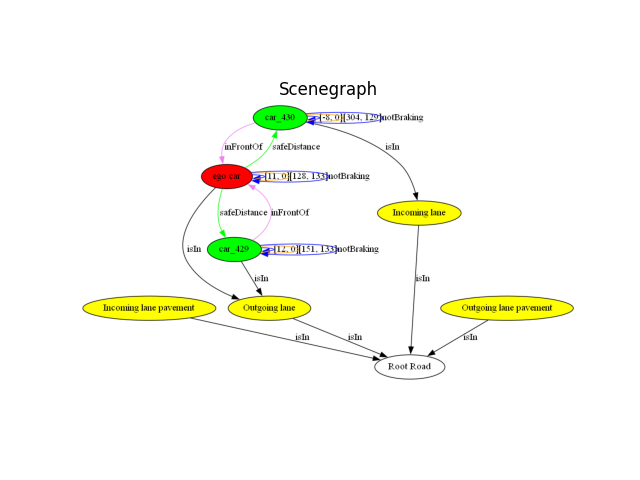 Scenegraph
car_430 [-8, 0] [304, 129] notBraking
inFrontOf safeDistance isIn
ego car [11, 0] [128, 133] notBraking
safeDistance inFrontOf Incoming lane
isIn car_429 [12, 0] [151, 133] notBraking
isIn isIn
Incoming lane pavement Outgoing lane Outgoing lane pavement
isIn isIn isIn
Root Road